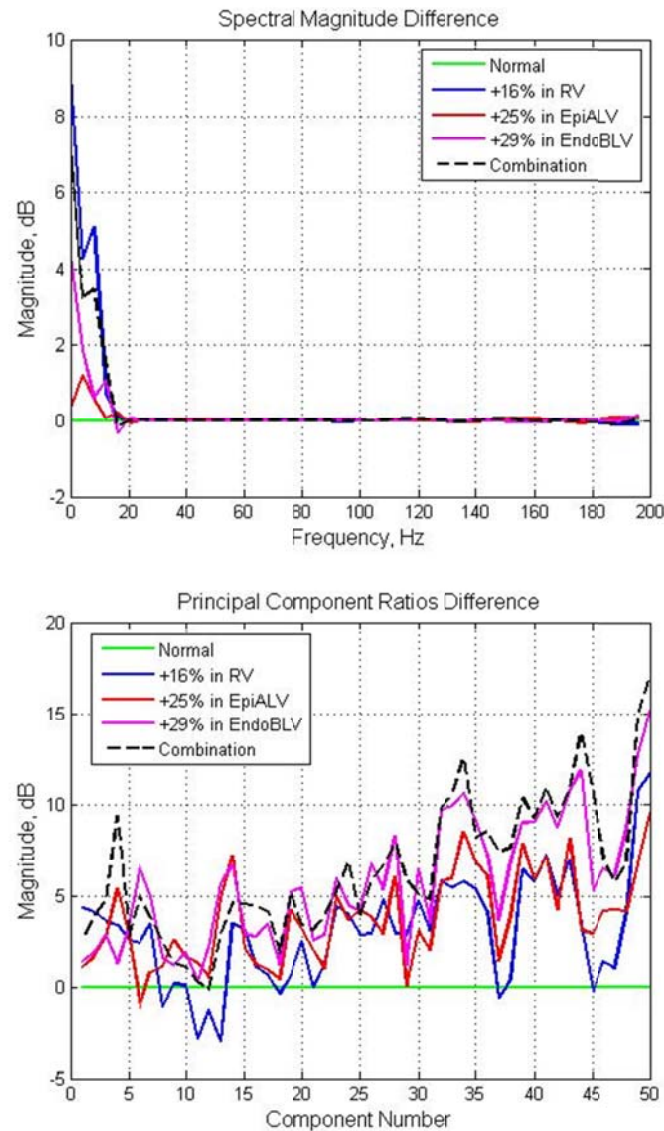 Spectral Magnitude Difference
10
8
6
4
2
0
-2
Magnitude, dB
Normal
+16% in RV
+25% in EpiALV
+29% in EndoBLV
Combination
0 20 40 60 80 100 120 140 160 180 200
Frequency, Hz
Principal Component Ratios Difference
20
15
10
5
0
-5
Magnitude, dB
Normal
+16% in RV
+25% in EpiALV
+29% in EndoBLV
Combination
0 5 10 15 20 25 30 35 40 45 50
Component Number